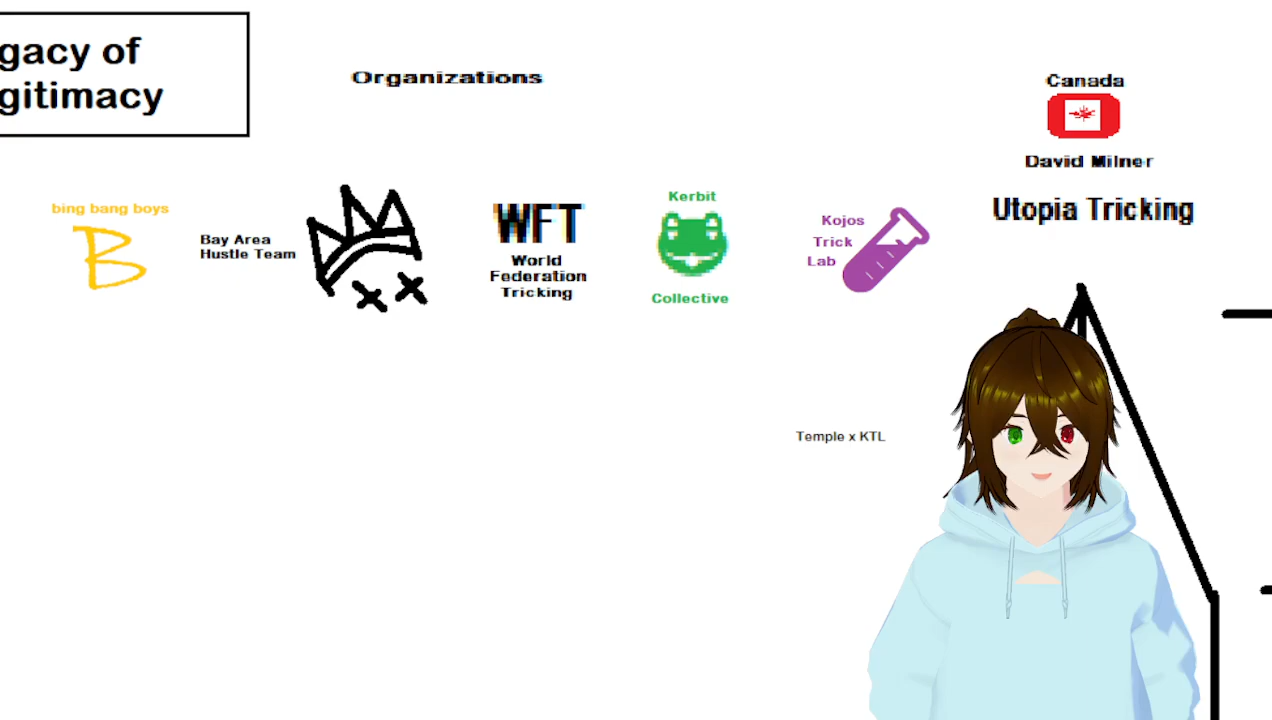 gacy of
gitimacy
Organizations
Canada
David Milner
Utopia Tricking
bing bang boys
B
Bay Area
Hustle Team
WFT
World
Federation
Tricking
Kerbit
Collective
Kojos
Trick
Lab
Temple x KTL